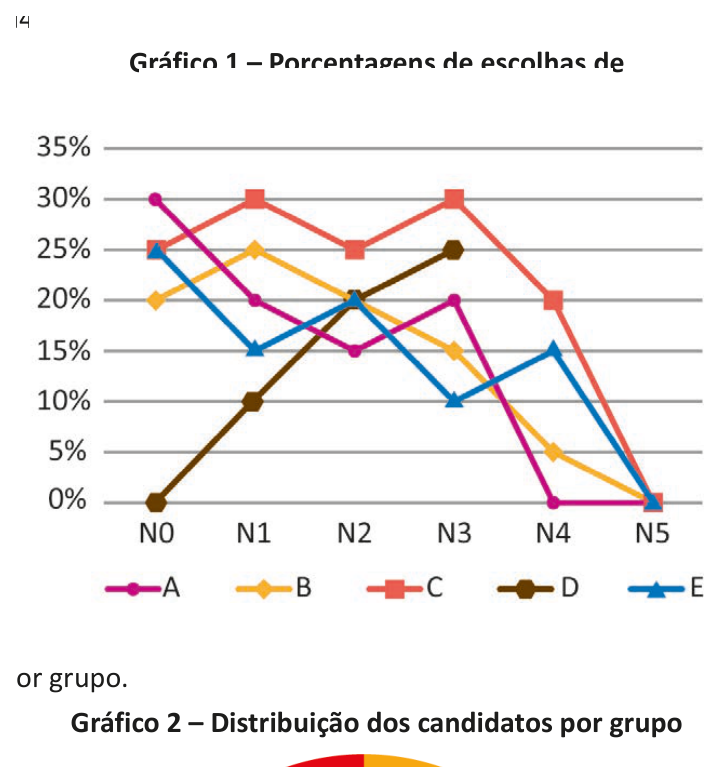 14
Gráfico 1 – Porcentagens de escolhas de
35%
30%
25%
20%
15%
10%
5%
0%
N0 N1 N2 N3 N4 N5
A B C D E
or grupo.
Gráfico 2 – Distribuição dos candidatos por grupo